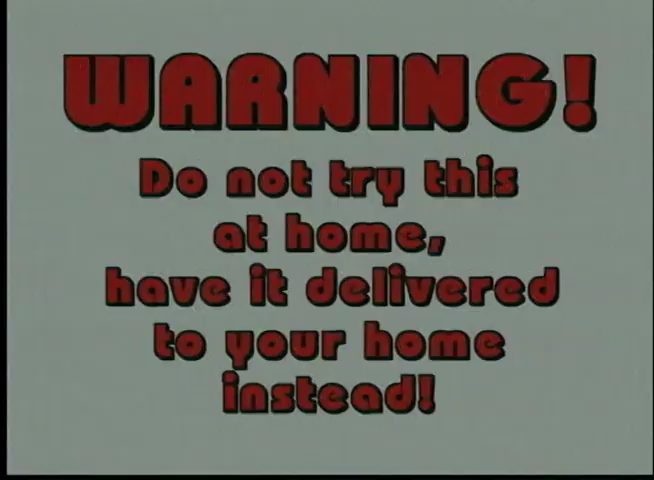 WARNING!
Do not try this
at home,
have it delivered
to your home
instead!